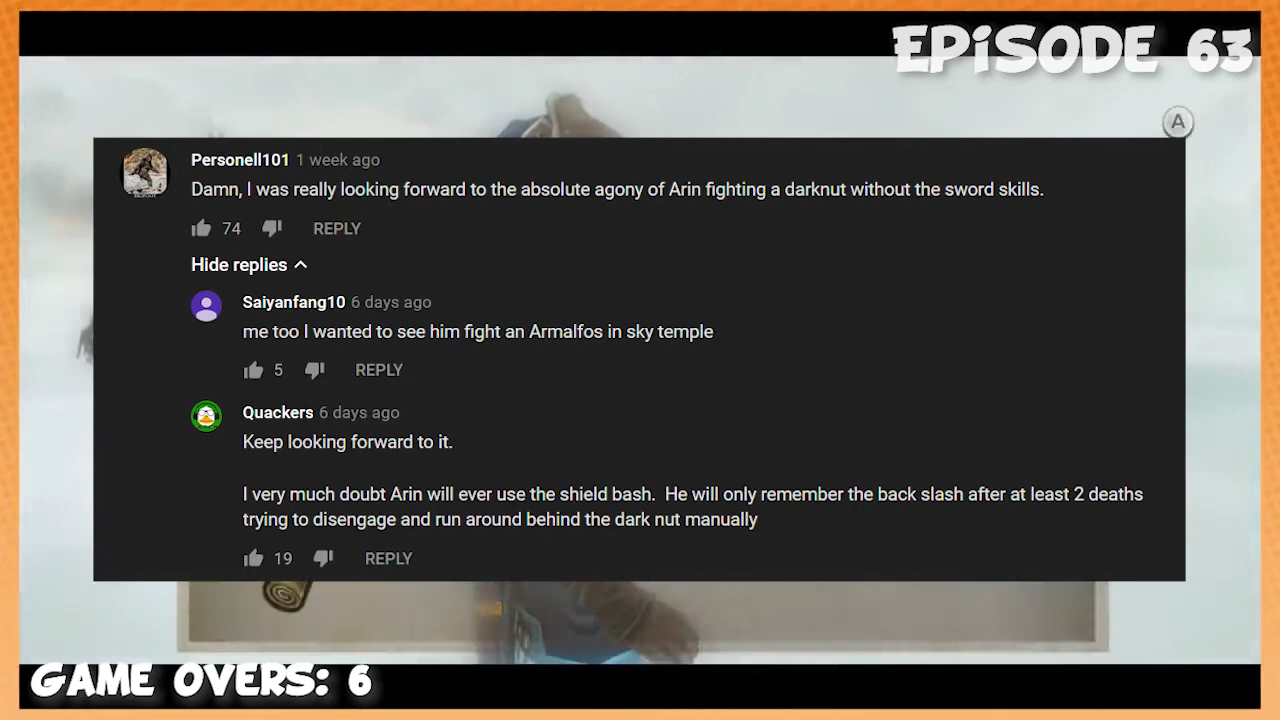 EPISODE 63
A
Personell101 1 week ago
Damn, I was really looking forward to the absolute agony of Arin fighting a darknut without the sword skills.
74 REPLY
Hide replies
Saiyanfang10 6 days ago
me too I wanted to see him fight an Armalfos in sky temple
5 REPLY
Quackers 6 days ago
Keep looking forward to it.
I very much doubt Arin will ever use the shield bash.  He will only remember the back slash after at least 2 deaths
trying to disengage and run around behind the dark nut manually
19 REPLY
GAME OVERS: 6